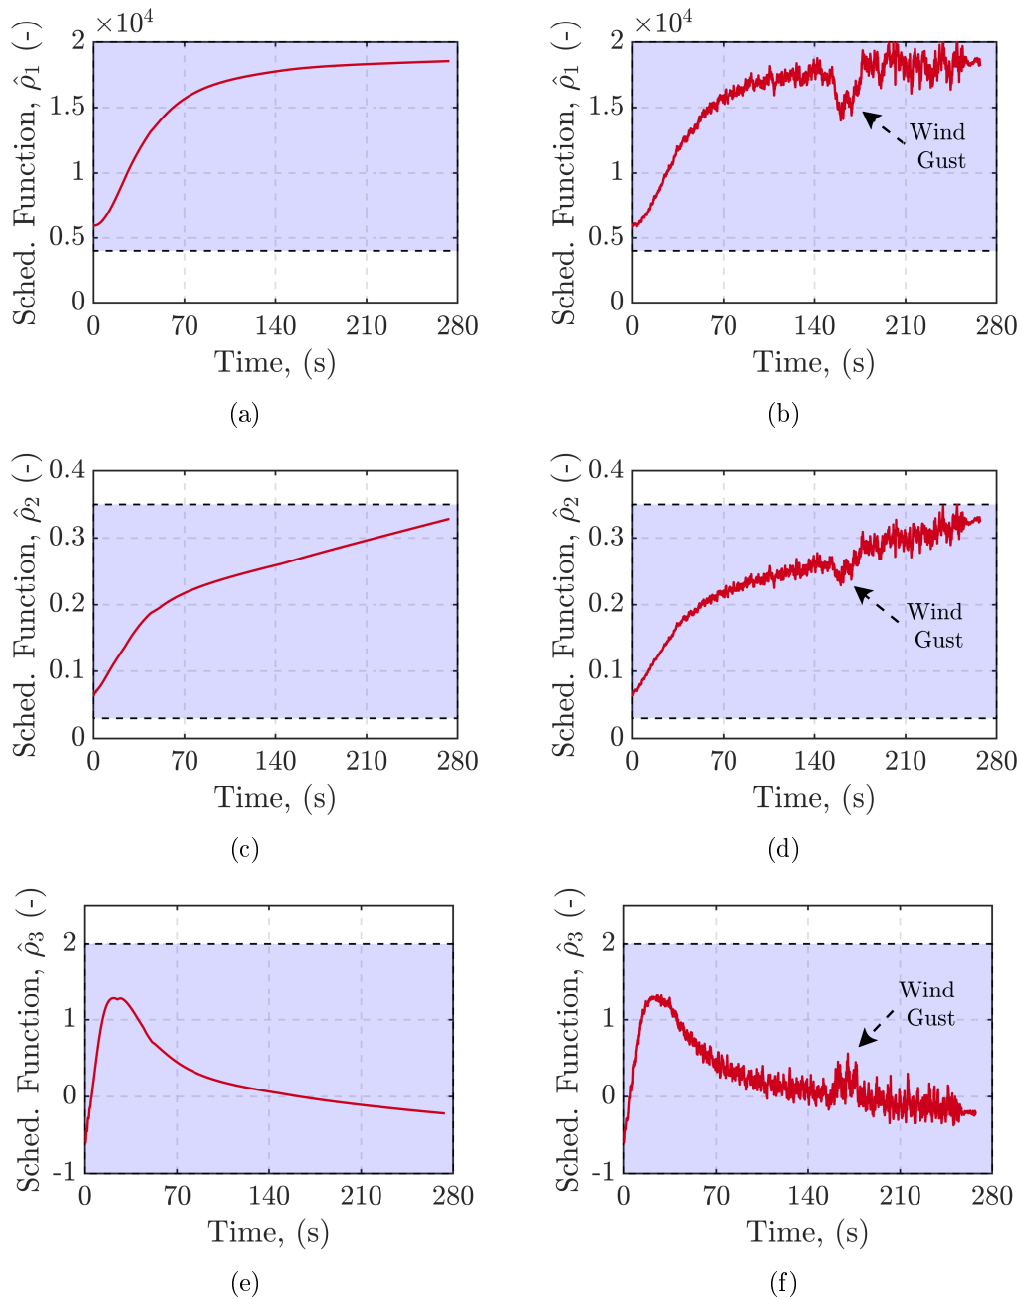 ×10⁴
2
1.5
1
0.5
0
0 70 140 210 280
Sched. Function, ρ̂₁ (-)
Time, (s)
(a)
×10⁴
2
1.5
1
0.5
0
0 70 140 210 280
Sched. Function, ρ̂₁ (-)
Wind
Gust
Time, (s)
(b)
0.4
0.3
0.2
0.1
0
0 70 140 210 280
Sched. Function, ρ̂₂ (-)
Time, (s)
(c)
0.4
0.3
0.2
0.1
0
0 70 140 210 280
Sched. Function, ρ̂₂ (-)
Wind
Gust
Time, (s)
(d)
2
1
0
-1
0 70 140 210 280
Sched. Function, ρ̂₃ (-)
Time, (s)
(e)
2
1
0
-1
0 70 140 210 280
Sched. Function, ρ̂₃ (-)
Wind
Gust
Time, (s)
(f)